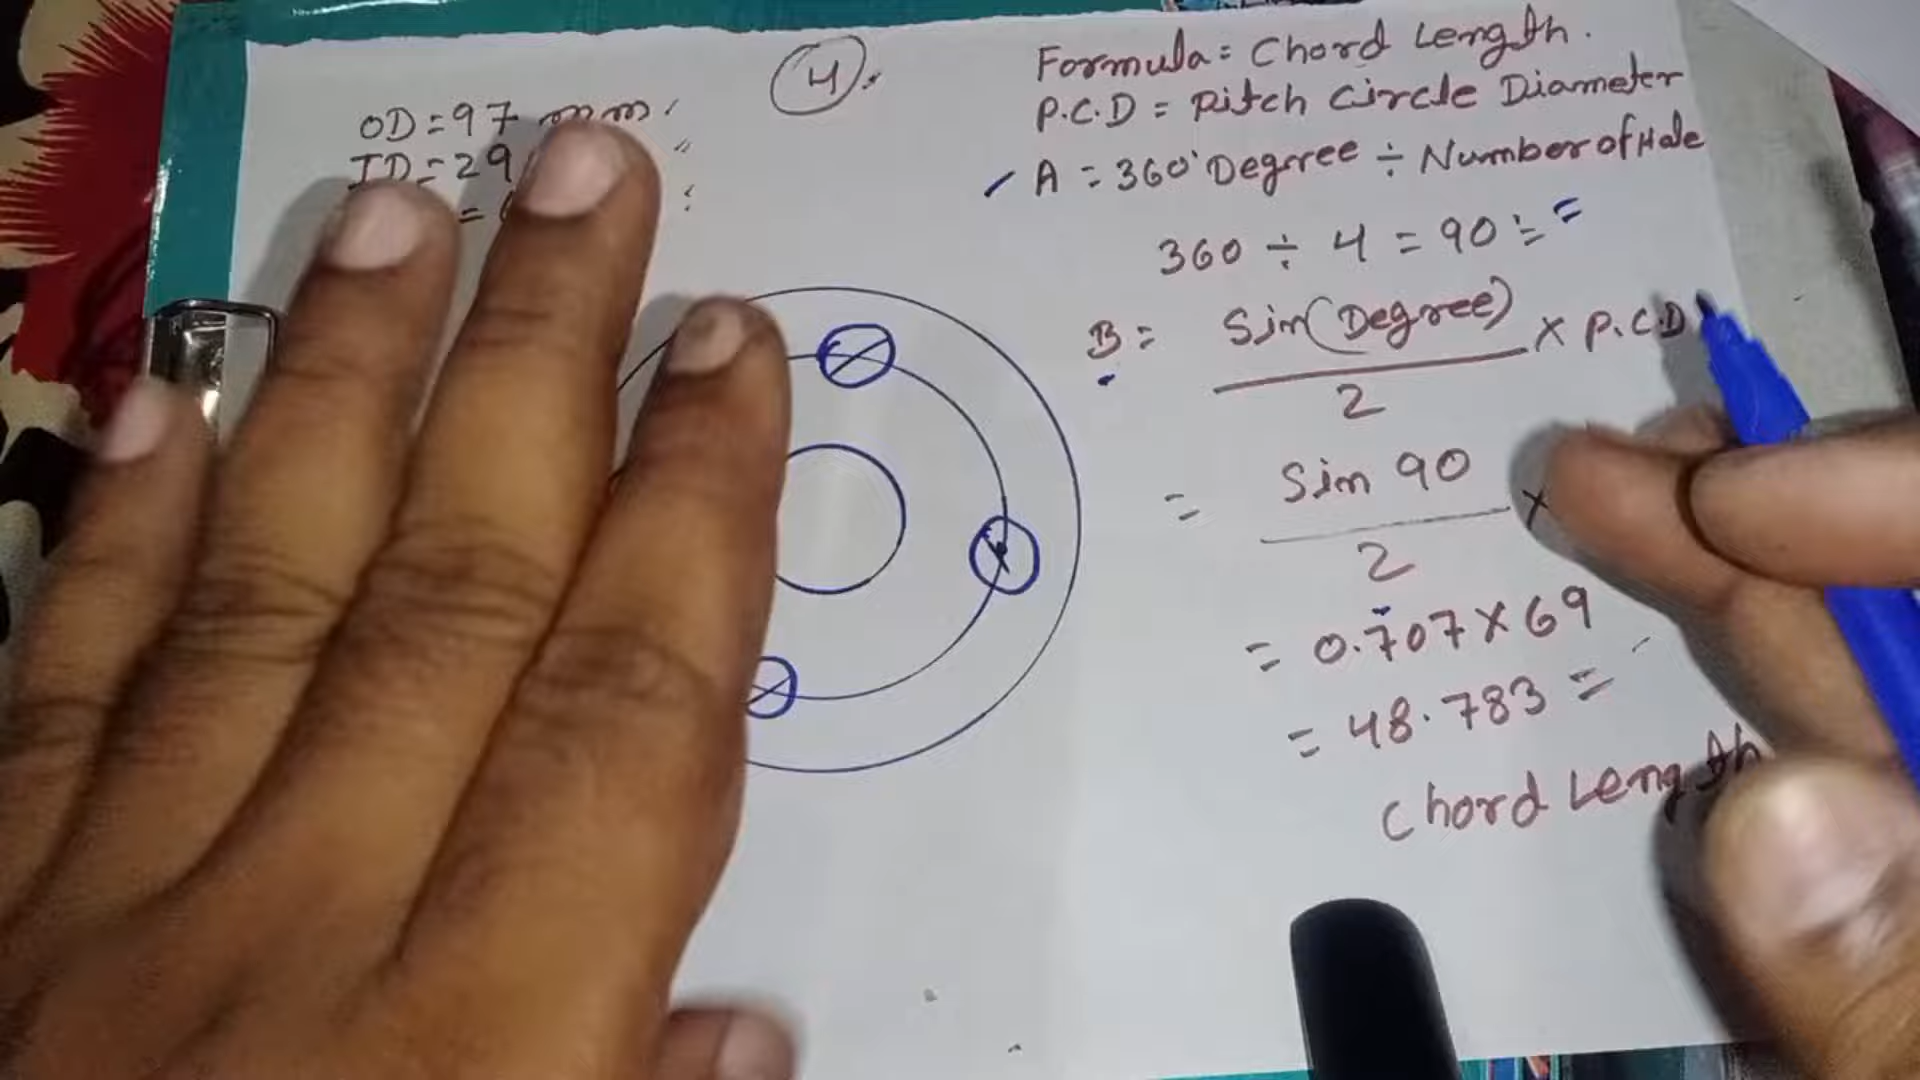 4
OD = 97 mm
ID = 29
=
Formula = Chord Length.
P.C.D = Pitch Circle Diameter
A = 360° Degree ÷ Number of Hole
360 ÷ 4 = 90 =
B = Sin(Degree) × P.C.D
2
= Sin 90 ×
2
= 0.707 × 69
= 48.783 =
Chord Length